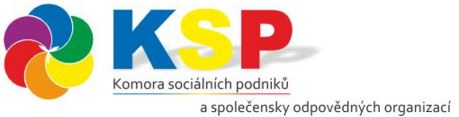 KSP
Komora sociálních podniků
a společensky odpovědných organizací